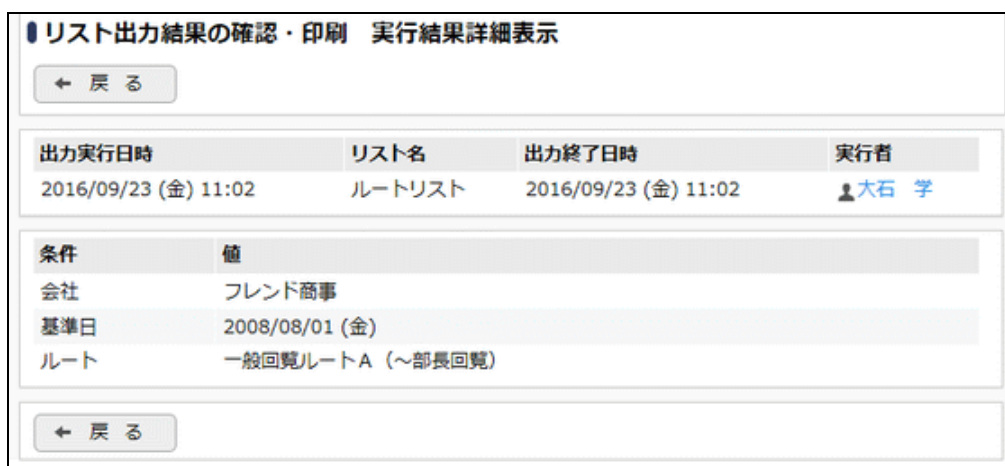 リスト出力結果の確認・印刷　実行結果詳細表示
← 戻 る
出力実行日時 リスト名 出力終了日時 実行者
2016/09/23 (金) 11:02 ルートリスト 2016/09/23 (金) 11:02 大石　学
条件 値
会社 フレンド商事
基準日 2008/08/01 (金)
ルート 一般回覧ルートA（～部長回覧）
← 戻 る